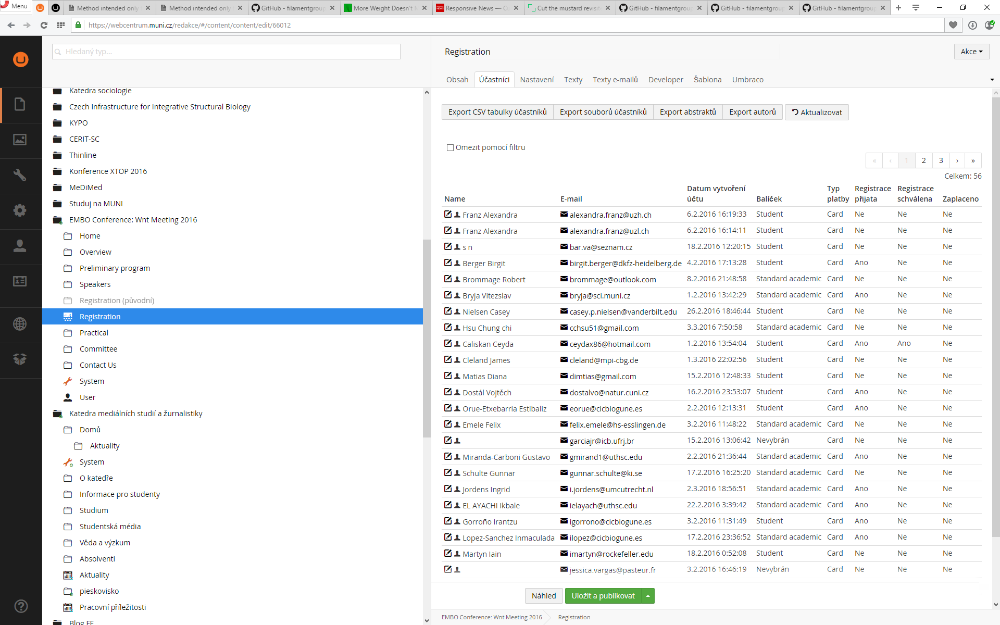 Menu
Method intended only
Method intended only
GitHub - filamentgroup
More Weight Doesn't M
Responsive News — Cu
Cut the mustard revisit
GitHub - filamentgroup
GitHub - filamentgroup
GitHub - filamentgroup
https://webcentrum.muni.cz/redakce/#/content/content/edit/66012
Hledaný typ...
Katedra sociologie
Czech Infrastructure for Integrative Structural Biology
KYPO
CERIT-SC
Thinline
Konference XTOP 2016
MeDiMed
Studuj na MUNI
EMBO Conference: Wnt Meeting 2016
Home
Overview
Preliminary program
Speakers
Registration (původní)
Registration
Practical
Committee
Contact Us
System
User
Katedra mediálních studií a žurnalistiky
Domů
Aktuality
System
O katedře
Informace pro studenty
Studium
Studentská média
Věda a výzkum
Absolventi
Aktuality
pieskovisko
Pracovní příležitosti
Blog FF
Registration
Akce
Obsah Účastníci Nastavení Texty Texty e-mailů Developer Šablona Umbraco
Export CSV tabulky účastníků Export souborů účastníků Export abstraktů Export autorů Aktualizovat
Omezit pomocí filtru
« ‹ 1 2 3 › »
Celkem: 56
Name E-mail Datum vytvoření účtu Balíček Typ platby Registrace přijata Registrace schválena Zaplaceno
Franz Alexandra alexandra.franz@uzh.ch 6.2.2016 16:19:33 Student Card Ne Ne Ne
Franz Alexandra alexandra.franz@uzl.ch 6.2.2016 16:14:11 Student Card Ne Ne Ne
s n bar.va@seznam.cz 18.2.2016 12:20:15 Student Card Ne Ne Ne
Berger Birgit birgit.berger@dkfz-heidelberg.de 4.2.2016 17:13:28 Student Card Ano Ne Ne
Brommage Robert brommage@outlook.com 8.2.2016 21:48:58 Standard academic Card Ne Ne Ne
Bryja Vitezslav bryja@sci.muni.cz 1.2.2016 13:42:29 Standard academic Card Ano Ne Ne
Nielsen Casey casey.p.nielsen@vanderbilt.edu 26.2.2016 18:46:44 Student Card Ne Ne Ne
Hsu Chung chi cchsu51@gmail.com 3.3.2016 7:50:58 Standard academic Card Ne Ne Ne
Caliskan Ceyda ceydax86@hotmail.com 1.2.2016 13:54:04 Student Card Ano Ano Ne
Cleland James cleland@mpi-cbg.de 1.3.2016 22:02:56 Student Card Ne Ne Ne
Matias Diana dimtias@gmail.com 15.2.2016 12:48:33 Student Card Ne Ne Ne
Dostál Vojtěch dostalvo@natur.cuni.cz 16.2.2016 23:53:07 Student Card Ano Ne Ne
Orue-Etxebarria Estibaliz eorue@cicbiogune.es 2.2.2016 12:13:31 Student Card Ano Ne Ne
Emele Felix felix.emele@hs-esslingen.de 3.2.2016 11:48:22 Standard academic Card Ne Ne Ne
garciajr@icb.ufrj.br 15.2.2016 13:06:42 Nevybrán Card Ne Ne Ne
Miranda-Carboni Gustavo gmirand1@uthsc.edu 2.2.2016 21:36:44 Standard academic Card Ano Ne Ne
Schulte Gunnar gunnar.schulte@ki.se 17.2.2016 16:25:20 Standard academic Card Ne Ne Ne
Jordens Ingrid i.jordens@umcutrecht.nl 2.3.2016 18:56:51 Standard academic Card Ano Ne Ne
EL AYACHI Ikbale ielayach@uthsc.edu 22.2.2016 3:39:42 Standard academic Card Ano Ne Ne
Gorroño Irantzu igorrono@cicbiogune.es 3.2.2016 11:31:49 Student Card Ano Ne Ne
Lopez-Sanchez Inmaculada ilopez@cicbiogune.es 17.2.2016 23:36:52 Standard academic Card Ano Ne Ne
Martyn Iain imartyn@rockefeller.edu 18.2.2016 0:52:08 Student Card Ne Ne Ne
jessica.vargas@pasteur.fr 3.2.2016 16:46:19 Nevybrán Card Ne Ne Ne
Náhled Uložit a publikovat
EMBO Conference: Wnt Meeting 2016 Registration